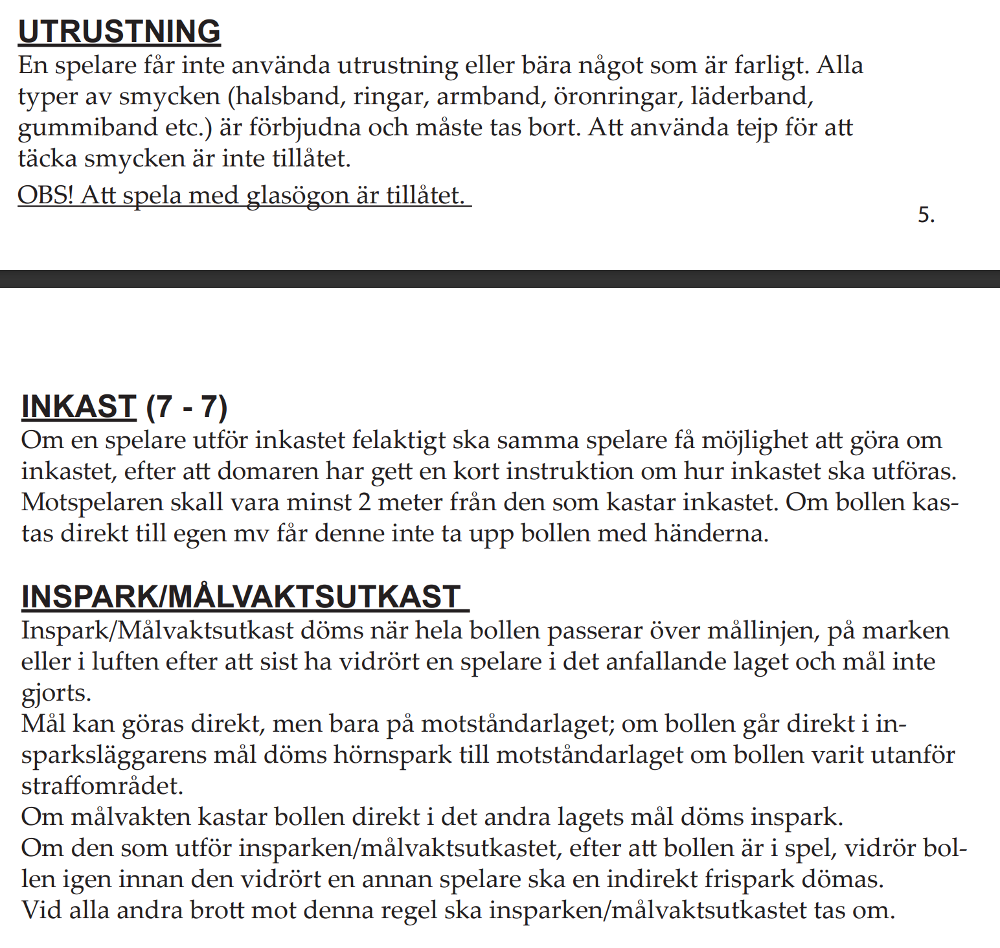 UTRUSTNING
En spelare får inte använda utrustning eller bära något som är farligt. Alla
typer av smycken (halsband, ringar, armband, öronringar, läderband,
gummiband etc.) är förbjudna och måste tas bort. Att använda tejp för att
täcka smycken är inte tillåtet.
OBS! Att spela med glasögon är tillåtet.
5.
INKAST (7 - 7)
Om en spelare utför inkastet felaktigt ska samma spelare få möjlighet att göra om
inkastet, efter att domaren har gett en kort instruktion om hur inkastet ska utföras.
Motspelaren skall vara minst 2 meter från den som kastar inkastet. Om bollen kas-
tas direkt till egen mv får denne inte ta upp bollen med händerna.
INSPARK/MÅLVAKTSUTKAST
Inspark/Målvaktsutkast döms när hela bollen passerar över mållinjen, på marken
eller i luften efter att sist ha vidrört en spelare i det anfallande laget och mål inte
gjorts.
Mål kan göras direkt, men bara på motståndarlaget; om bollen går direkt i in-
sparksläggarens mål döms hörnspark till motståndarlaget om bollen varit utanför
straffområdet.
Om målvakten kastar bollen direkt i det andra lagets mål döms inspark.
Om den som utför insparken/målvaktsutkastet, efter att bollen är i spel, vidrör bol-
len igen innan den vidrört en annan spelare ska en indirekt frispark dömas.
Vid alla andra brott mot denna regel ska insparken/målvaktsutkastet tas om.